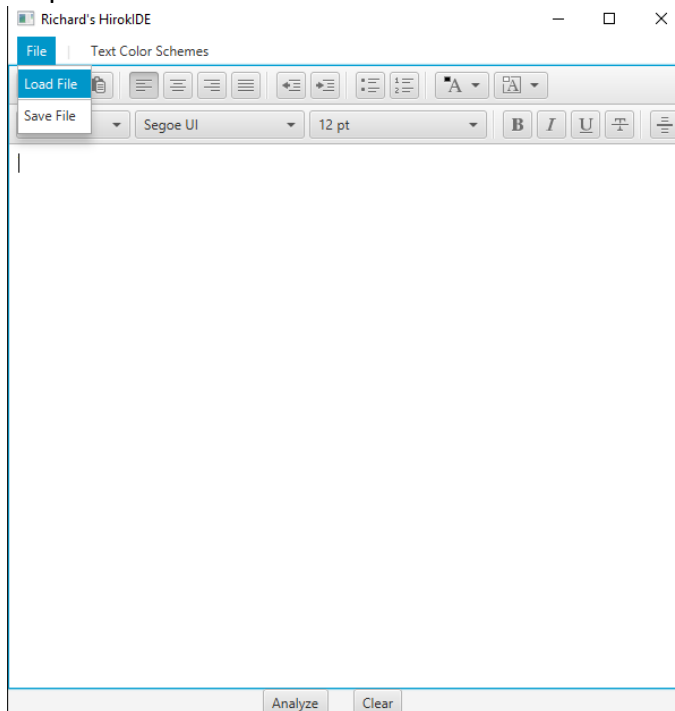 Richard's HirokIDE
File | Text Color Schemes
Load File
Save File
Segoe UI 12 pt B I U T
Analyze Clear